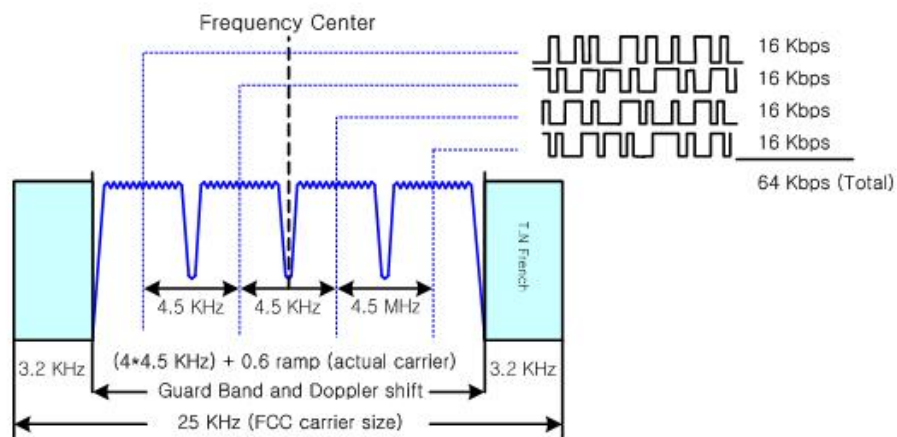 Frequency Center
16 Kbps
16 Kbps
16 Kbps
16 Kbps
64 Kbps (Total)
T.N French
4.5 KHz
4.5 KHz
4.5 MHz
(4*4.5 KHz) + 0.6 ramp (actual carrier)
3.2 KHz
3.2 KHz
Guard Band and Doppler shift
25 KHz (FCC carrier size)